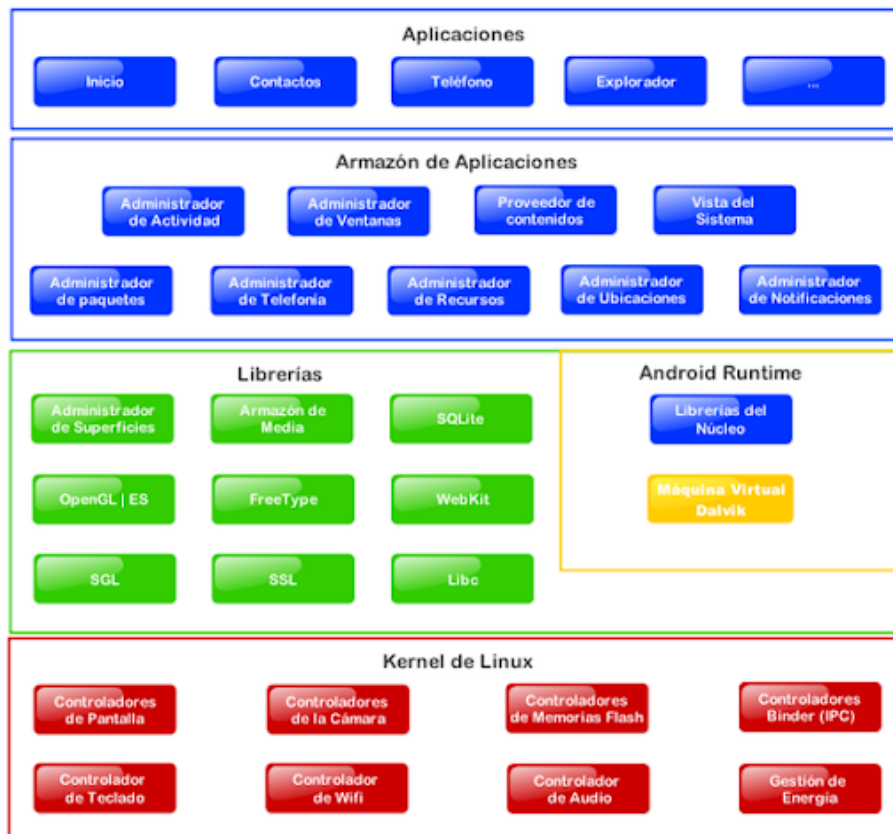 Aplicaciones
Inicio
Contactos
Teléfono
Explorador
...
Armazón de Aplicaciones
Administrador
de Actividad
Administrador
de Ventanas
Proveedor de
contenidos
Vista del
Sistema
Administrador
de paquetes
Administrador
de Telefonía
Administrador
de Recursos
Administrador
de Ubicaciones
Administrador
de Notificaciones
Librerías
Administrador
de Superficies
Armazón de
Media
SQLite
OpenGL | ES
FreeType
WebKit
SGL
SSL
Libc
Android Runtime
Librerías del
Núcleo
Máquina Virtual
Dalvik
Kernel de Linux
Controladores
de Pantalla
Controladores
de la Cámara
Controladores
de Memorias Flash
Controladores
Binder (IPC)
Controlador
de Teclado
Controlador
de Wifi
Controlador
de Audio
Gestión de
Energía